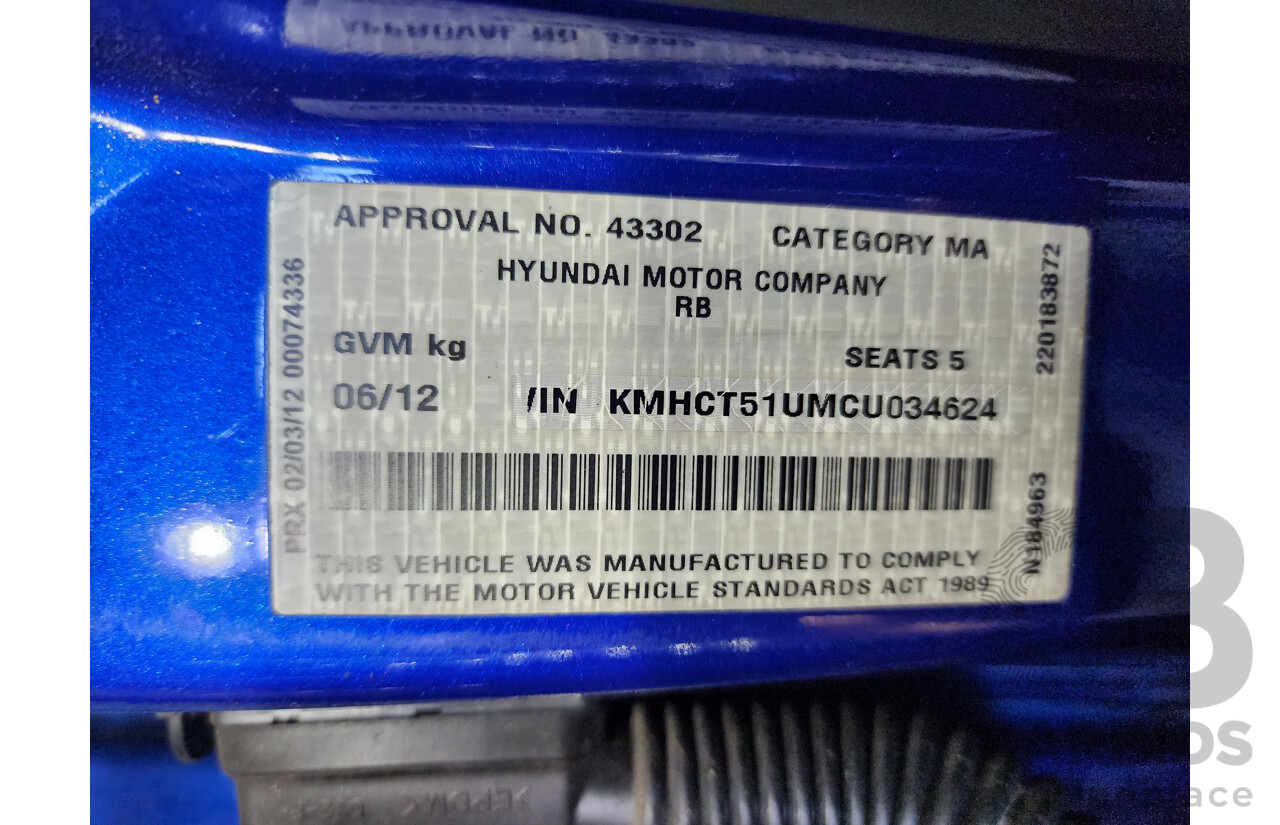 APPROVAL NO. 43302 CATEGORY MA
HYUNDAI MOTOR COMPANY
RB
GVM kg SEATS 5
06/12 /IN KMHCT51UMCU034624
THIS VEHICLE WAS MANUFACTURED TO COMPLY
WITH THE MOTOR VEHICLE STANDARDS ACT 1989
PRX 02/03/12 00074336
220183872
N184963